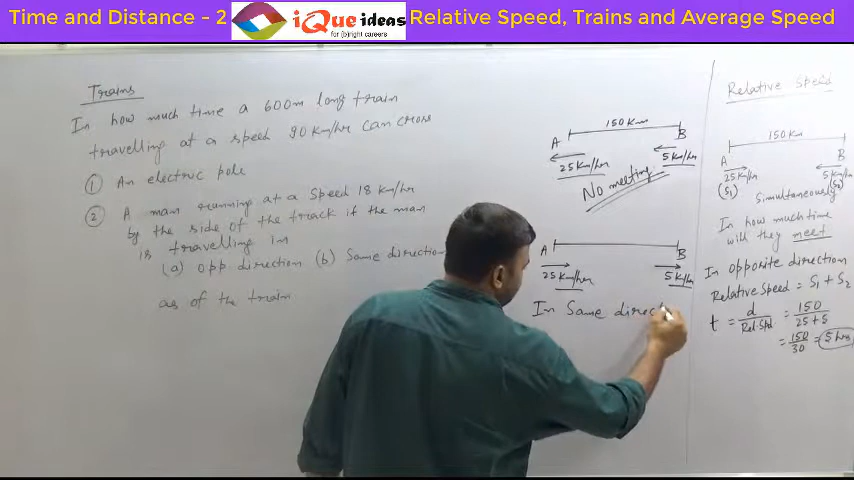 Time and Distance - 2
iQue ideas
for (b)right careers
Relative Speed, Trains and Average Speed
Trains
In how much time a 600m long train
travelling at a speed 90 Km/hr can cross
① An electric pole
② A man running at a speed 18 km/hr
by the side of the track if the man
is travelling in
(a) opp direction (b) Same direction
as of the train
150 Km
A B
25 Km/hr 5 Km/hr
No meeting
A B
25 Km/hr 5 Km/hr
In Same direct
Relative Speed
150 Km
A B
25 Km/hr 5 Km/hr
(S1) (S2)
Simultaneously
In how much time
will they meet
In opposite direction
Relative Speed = S1 + S2
t = d / Rel. Spd. = 150 / 25 + 5
= 150 / 30 = 5 hrs